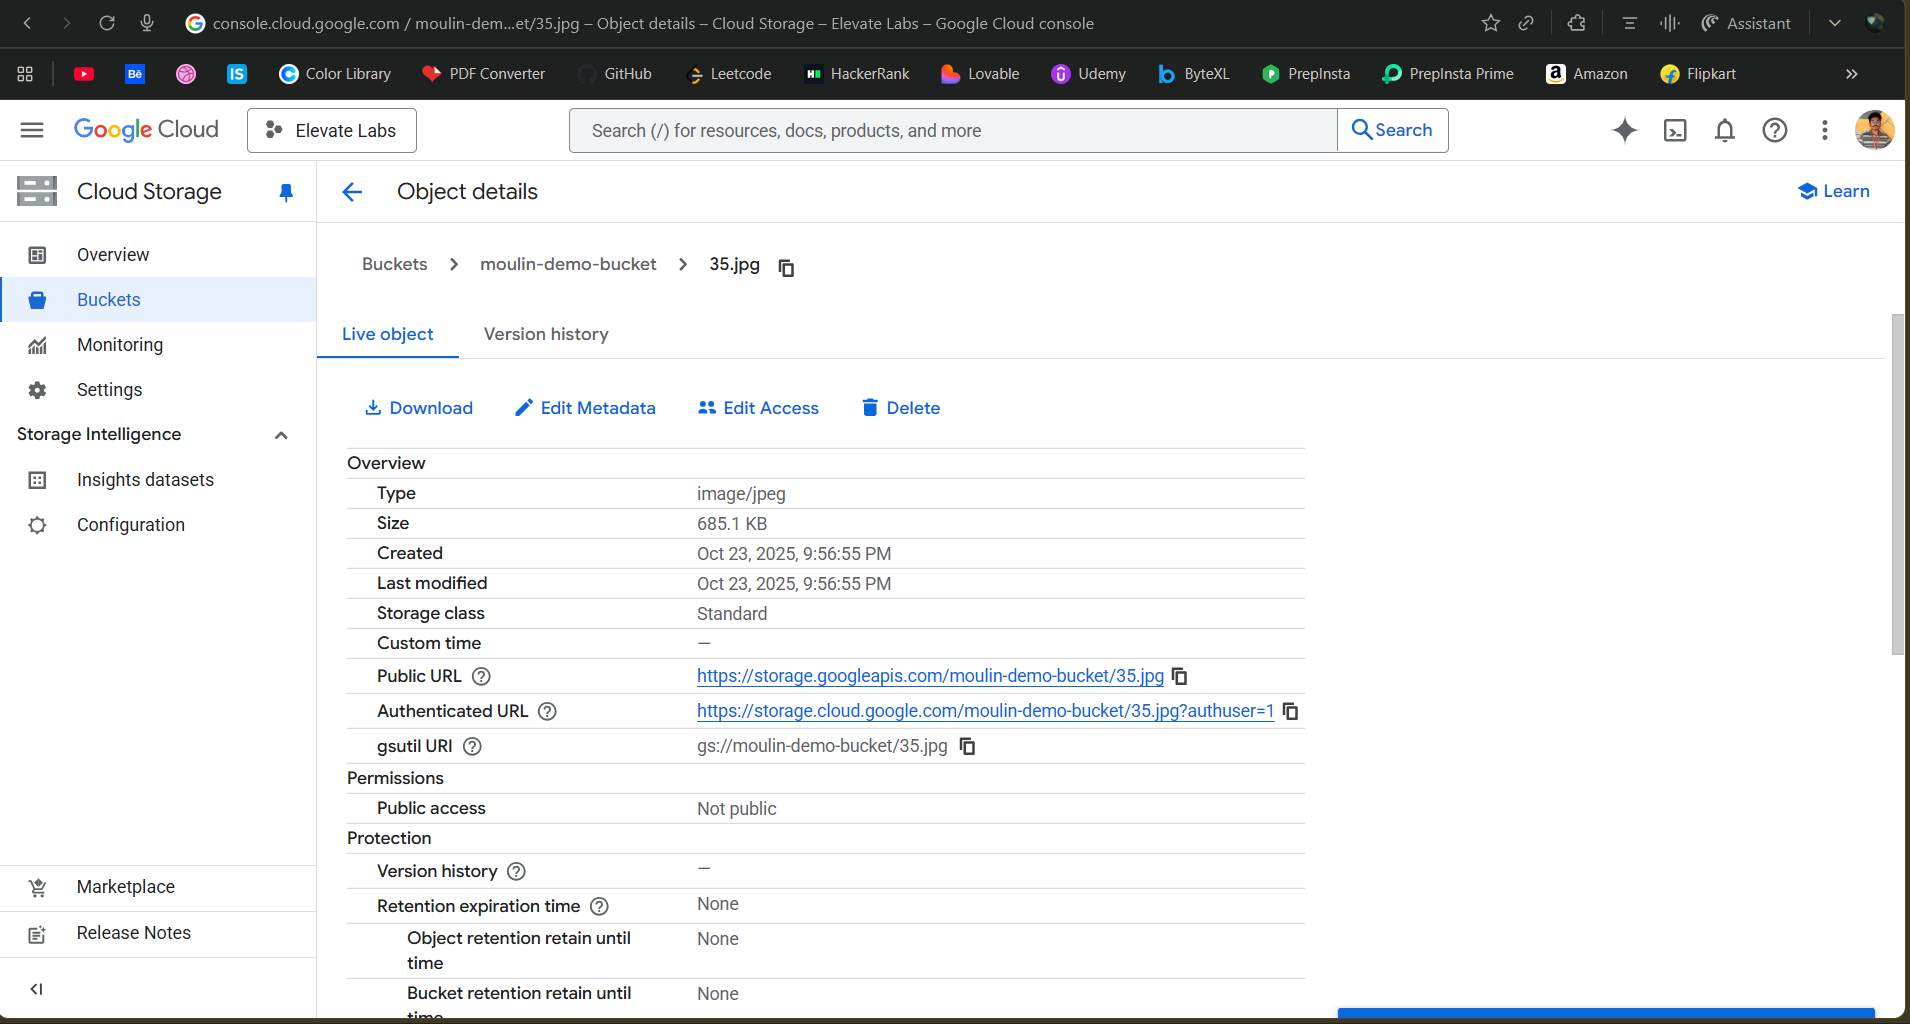 console.cloud.google.com / moulin-dem...et/35.jpg – Object details – Cloud Storage – Elevate Labs – Google Cloud console
Assistant
Bē
IS
Color Library
PDF Converter
GitHub
Leetcode
HackerRank
Lovable
Udemy
ByteXL
PrepInsta
PrepInsta Prime
Amazon
Flipkart
Google Cloud
Elevate Labs
Search (/) for resources, docs, products, and more
Search
Cloud Storage
Object details
Learn
Overview
Buckets
Monitoring
Settings
Storage Intelligence
Insights datasets
Configuration
Marketplace
Release Notes
Buckets > moulin-demo-bucket > 35.jpg
Live object
Version history
Download
Edit Metadata
Edit Access
Delete
Overview
Type image/jpeg
Size 685.1 KB
Created Oct 23, 2025, 9:56:55 PM
Last modified Oct 23, 2025, 9:56:55 PM
Storage class Standard
Custom time —
Public URL https://storage.googleapis.com/moulin-demo-bucket/35.jpg
Authenticated URL https://storage.cloud.google.com/moulin-demo-bucket/35.jpg?authuser=1
gsutil URI gs://moulin-demo-bucket/35.jpg
Permissions
Public access Not public
Protection
Version history —
Retention expiration time None
Object retention retain until None
time
Bucket retention retain until None
time